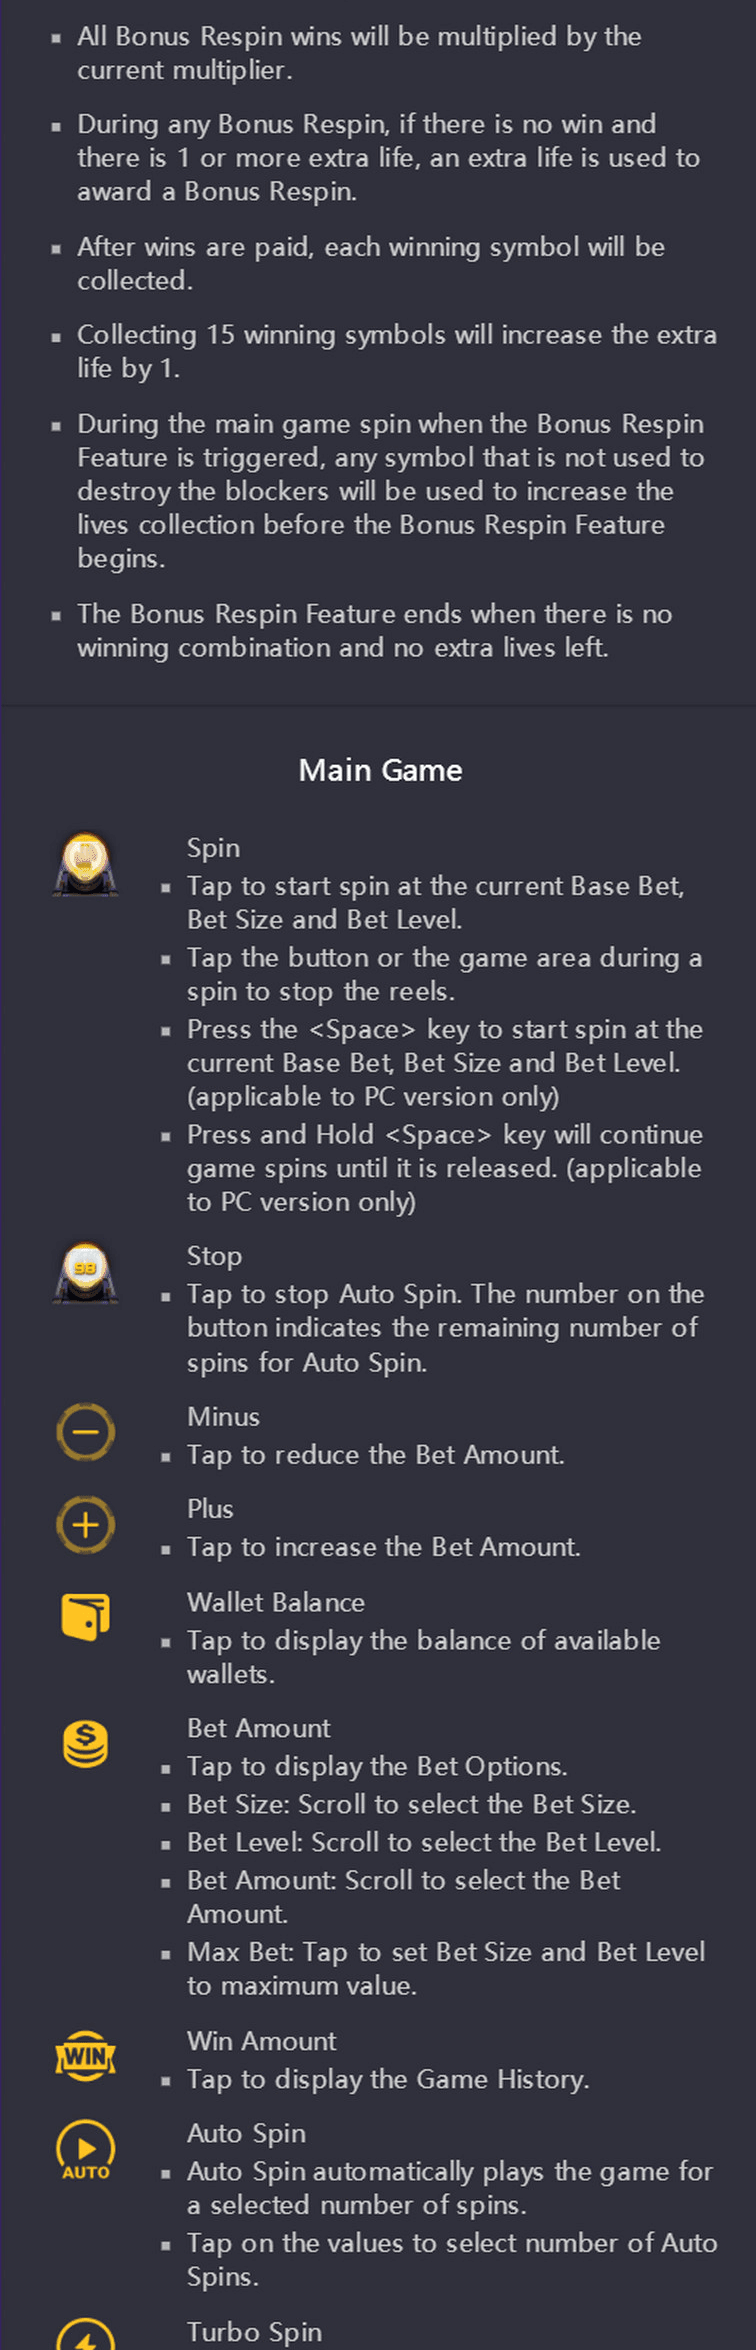 All Bonus Respin wins will be multiplied by the
current multiplier.
During any Bonus Respin, if there is no win and
there is 1 or more extra life, an extra life is used to
award a Bonus Respin.
After wins are paid, each winning symbol will be
collected.
Collecting 15 winning symbols will increase the extra
life by 1.
During the main game spin when the Bonus Respin
Feature is triggered, any symbol that is not used to
destroy the blockers will be used to increase the
lives collection before the Bonus Respin Feature
begins.
The Bonus Respin Feature ends when there is no
winning combination and no extra lives left.
Main Game
Spin
Tap to start spin at the current Base Bet,
Bet Size and Bet Level.
Tap the button or the game area during a
spin to stop the reels.
Press the <Space> key to start spin at the
current Base Bet, Bet Size and Bet Level.
(applicable to PC version only)
Press and Hold <Space> key will continue
game spins until it is released. (applicable
to PC version only)
98
Stop
Tap to stop Auto Spin. The number on the
button indicates the remaining number of
spins for Auto Spin.
Minus
Tap to reduce the Bet Amount.
Plus
Tap to increase the Bet Amount.
Wallet Balance
Tap to display the balance of available
wallets.
$
Bet Amount
Tap to display the Bet Options.
Bet Size: Scroll to select the Bet Size.
Bet Level: Scroll to select the Bet Level.
Bet Amount: Scroll to select the Bet
Amount.
Max Bet: Tap to set Bet Size and Bet Level
to maximum value.
WIN
Win Amount
Tap to display the Game History.
AUTO
Auto Spin
Auto Spin automatically plays the game for
a selected number of spins.
Tap on the values to select number of Auto
Spins.
Turbo Spin